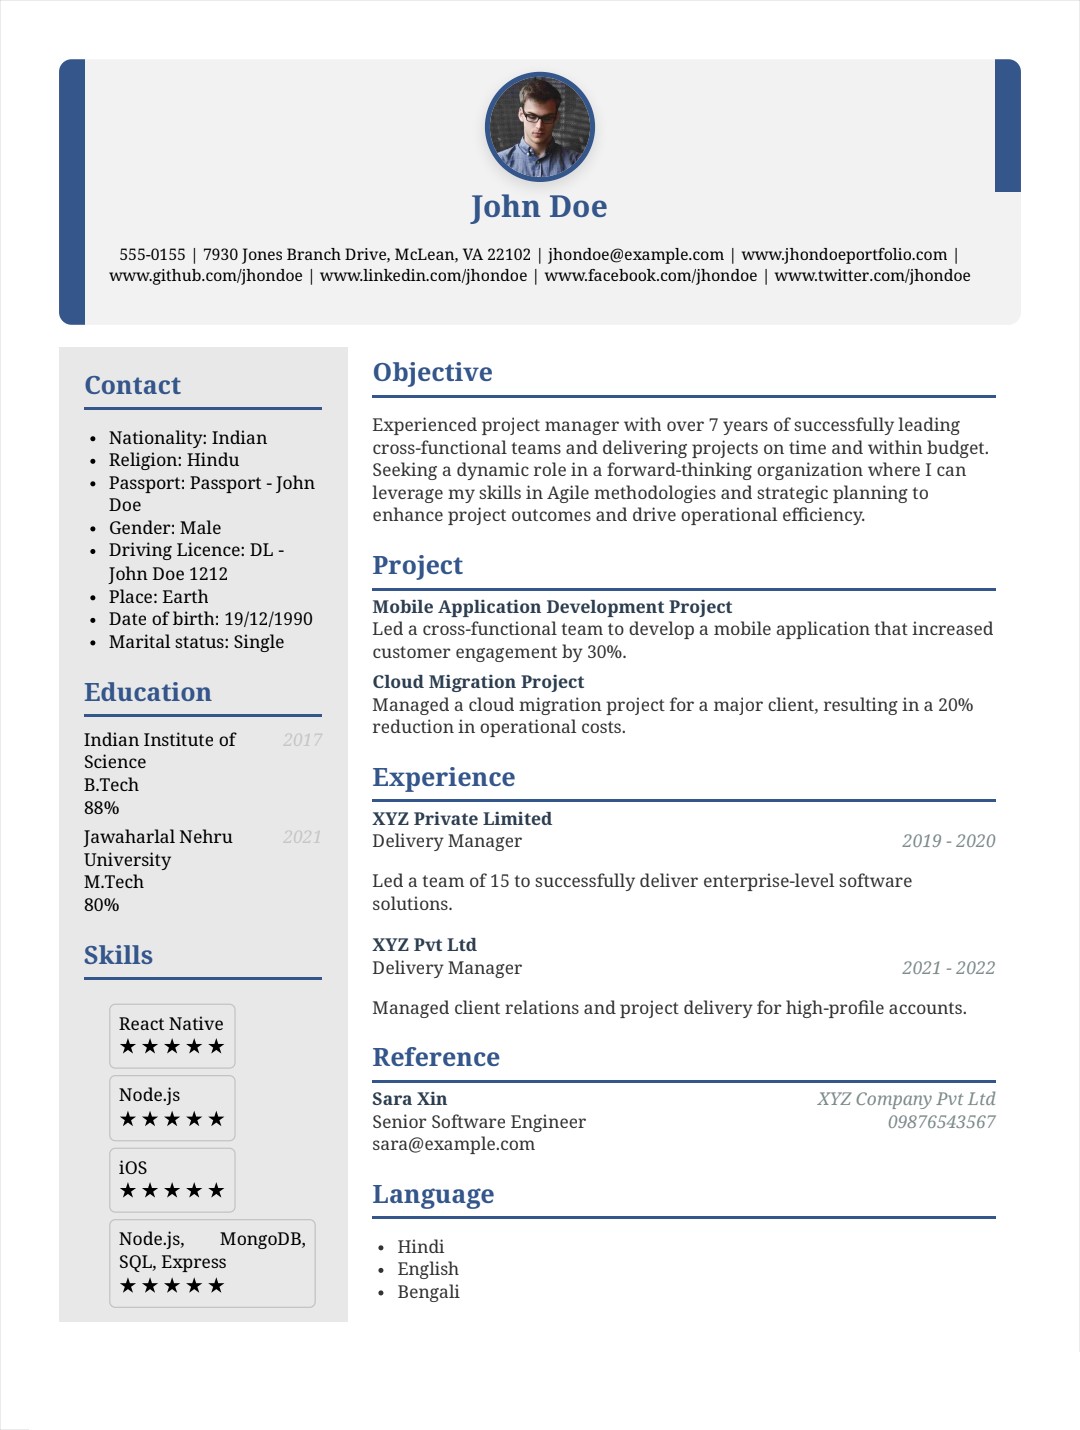 John Doe
555-0155 | 7930 Jones Branch Drive, McLean, VA 22102 | jhondoe@example.com | www.jhondoeportfolio.com |
www.github.com/jhondoe | www.linkedin.com/jhondoe | www.facebook.com/jhondoe | www.twitter.com/jhondoe
Contact
• Nationality: Indian
• Religion: Hindu
• Passport: Passport - John
Doe
• Gender: Male
• Driving Licence: DL -
John Doe 1212
• Place: Earth
• Date of birth: 19/12/1990
• Marital status: Single
Education
Indian Institute of 2017
Science
B.Tech
88%
Jawaharlal Nehru 2021
University
M.Tech
80%
Skills
React Native
★ ★ ★ ★ ★
Node.js
★ ★ ★ ★ ★
iOS
★ ★ ★ ★ ★
Node.js, MongoDB,
SQL, Express
★ ★ ★ ★ ★
Objective
Experienced project manager with over 7 years of successfully leading
cross-functional teams and delivering projects on time and within budget.
Seeking a dynamic role in a forward-thinking organization where I can
leverage my skills in Agile methodologies and strategic planning to
enhance project outcomes and drive operational efficiency.
Project
Mobile Application Development Project
Led a cross-functional team to develop a mobile application that increased
customer engagement by 30%.
Cloud Migration Project
Managed a cloud migration project for a major client, resulting in a 20%
reduction in operational costs.
Experience
XYZ Private Limited
Delivery Manager 2019 - 2020
Led a team of 15 to successfully deliver enterprise-level software
solutions.
XYZ Pvt Ltd
Delivery Manager 2021 - 2022
Managed client relations and project delivery for high-profile accounts.
Reference
Sara Xin XYZ Company Pvt Ltd
Senior Software Engineer 09876543567
sara@example.com
Language
• Hindi
• English
• Bengali